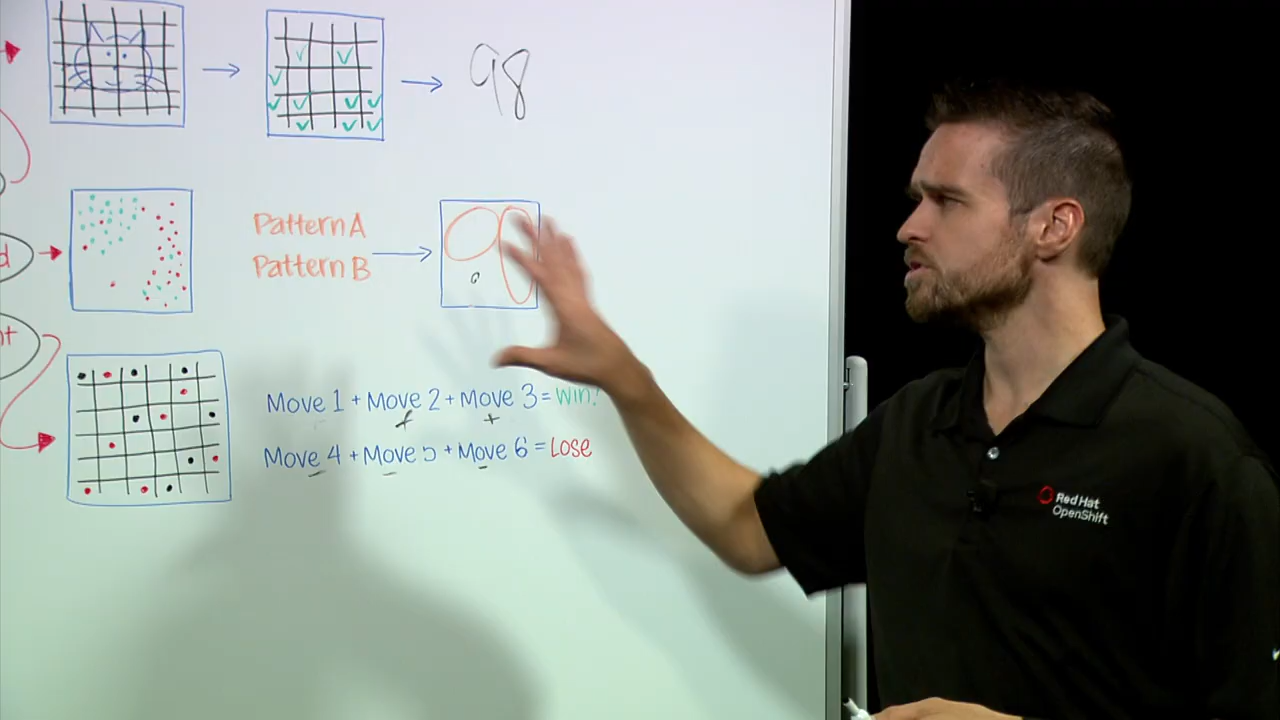 98
d
Pattern A
Pattern B
nt
Move 1 + Move 2 + Move 3 = Win!
+ +
Move 4 + Move 5 + Move 6 = Lose
- - -
Red Hat
OpenShift